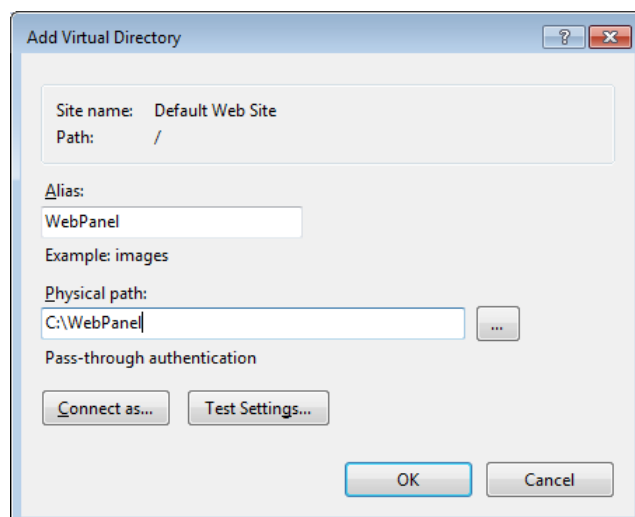 Add Virtual Directory
Site name: Default Web Site
Path: /
Alias:
WebPanel
Example: images
Physical path:
C:\WebPanel
...
Pass-through authentication
Connect as... Test Settings...
OK Cancel